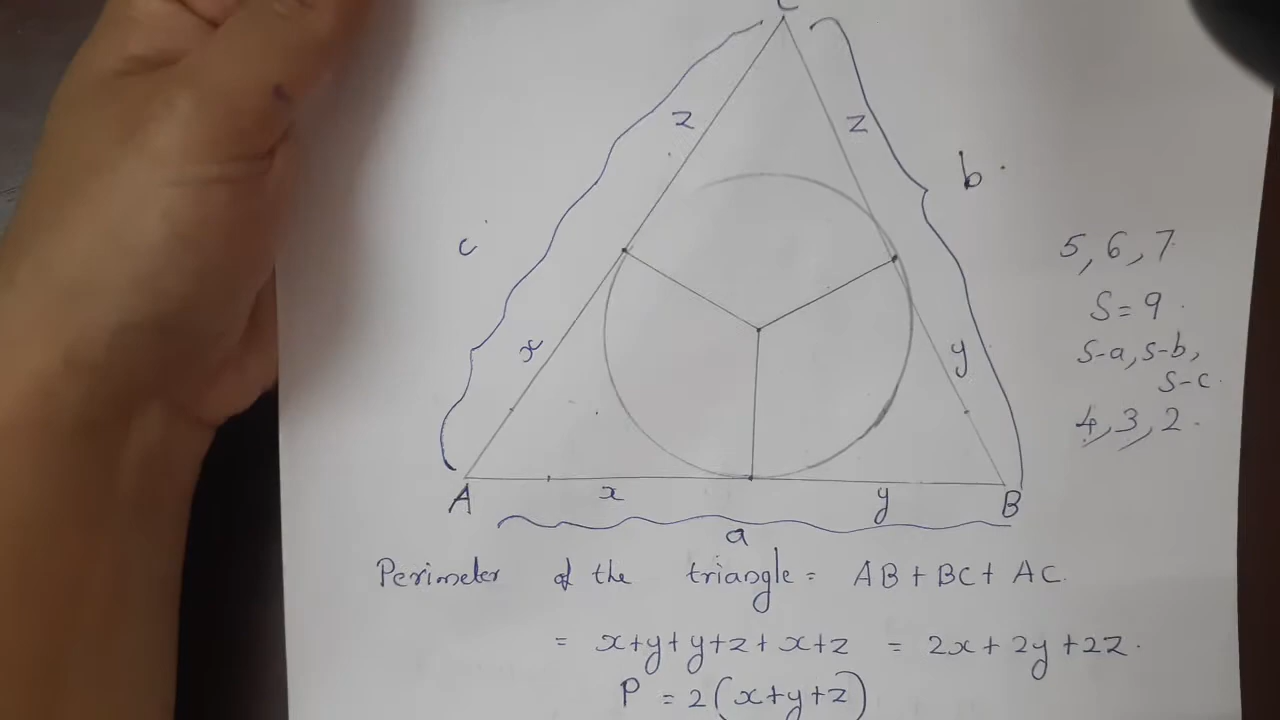 C
z
z
b
c
5, 6, 7
S = 9
x
y
s-a, s-b,
s-c
4, 3, 2
A
x
y
B
a
Perimeter of the triangle = AB + BC + AC.
= x+y+y+z+x+z = 2x + 2y + 2z.
P = 2(x+y+z)